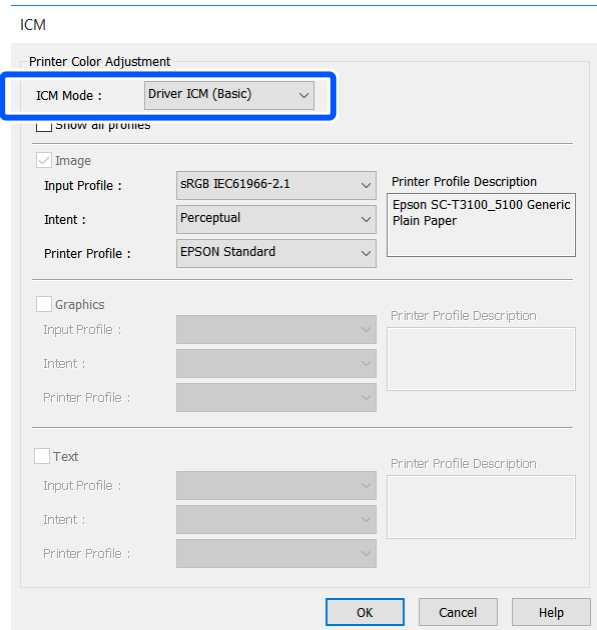 ICM
Printer Color Adjustment
ICM Mode : Driver ICM (Basic)
Show all profiles
Image
Input Profile : sRGB IEC61966-2.1 Printer Profile Description
Intent : Perceptual Epson SC-T3100_5100 Generic
Plain Paper
Printer Profile : EPSON Standard
Graphics
Input Profile : Printer Profile Description
Intent :
Printer Profile :
Text
Input Profile : Printer Profile Description
Intent :
Printer Profile :
OK Cancel Help